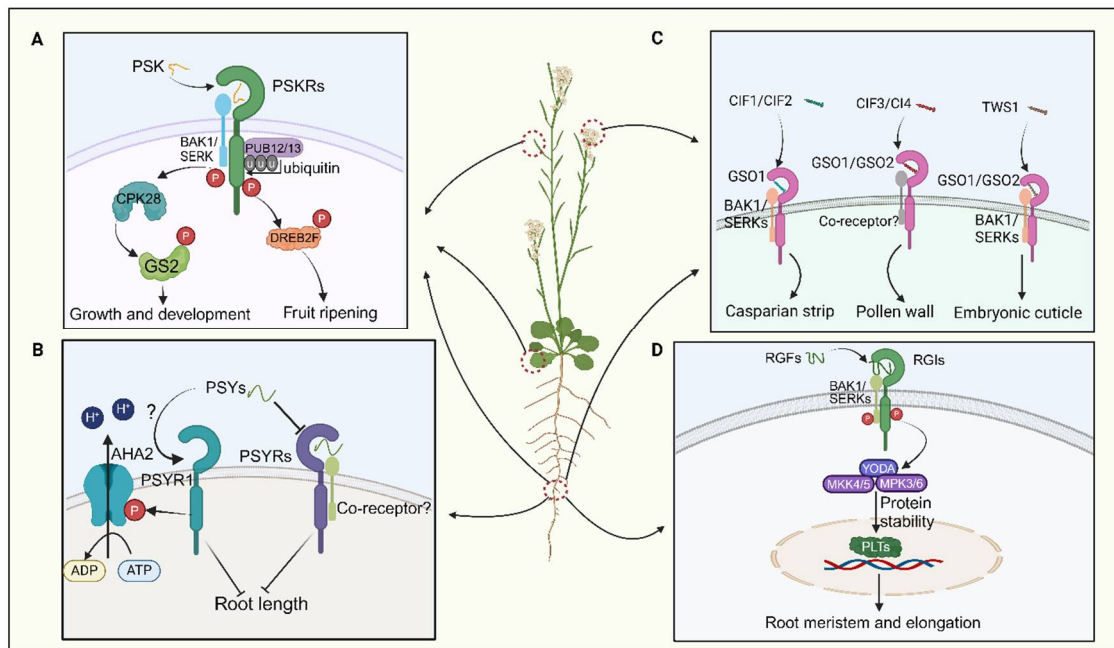 A
PSK
PSKRs
BAK1/
SERK
PUB12/13
u u u
ubiquitin
P
P
CPK28
P
P
DREB2F
GS2
Growth and development
Fruit ripening
B
PSYs
H+
H+
?
AHA2
PSYR1
PSYRs
P
Co-receptor?
ADP
ATP
Root length
C
CIF1/CIF2
CIF3/CI4
TWS1
GSO1
GSO1/GSO2
GSO1/GSO2
BAK1/
SERKs
Co-receptor?
BAK1/
SERKs
Casparian strip
Pollen wall
Embryonic cuticle
D
RGFs
RGIs
BAK1/
SERKs
P
P
YODA
MKK4/5
MPK3/6
Protein
stability
PLTs
Root meristem and elongation